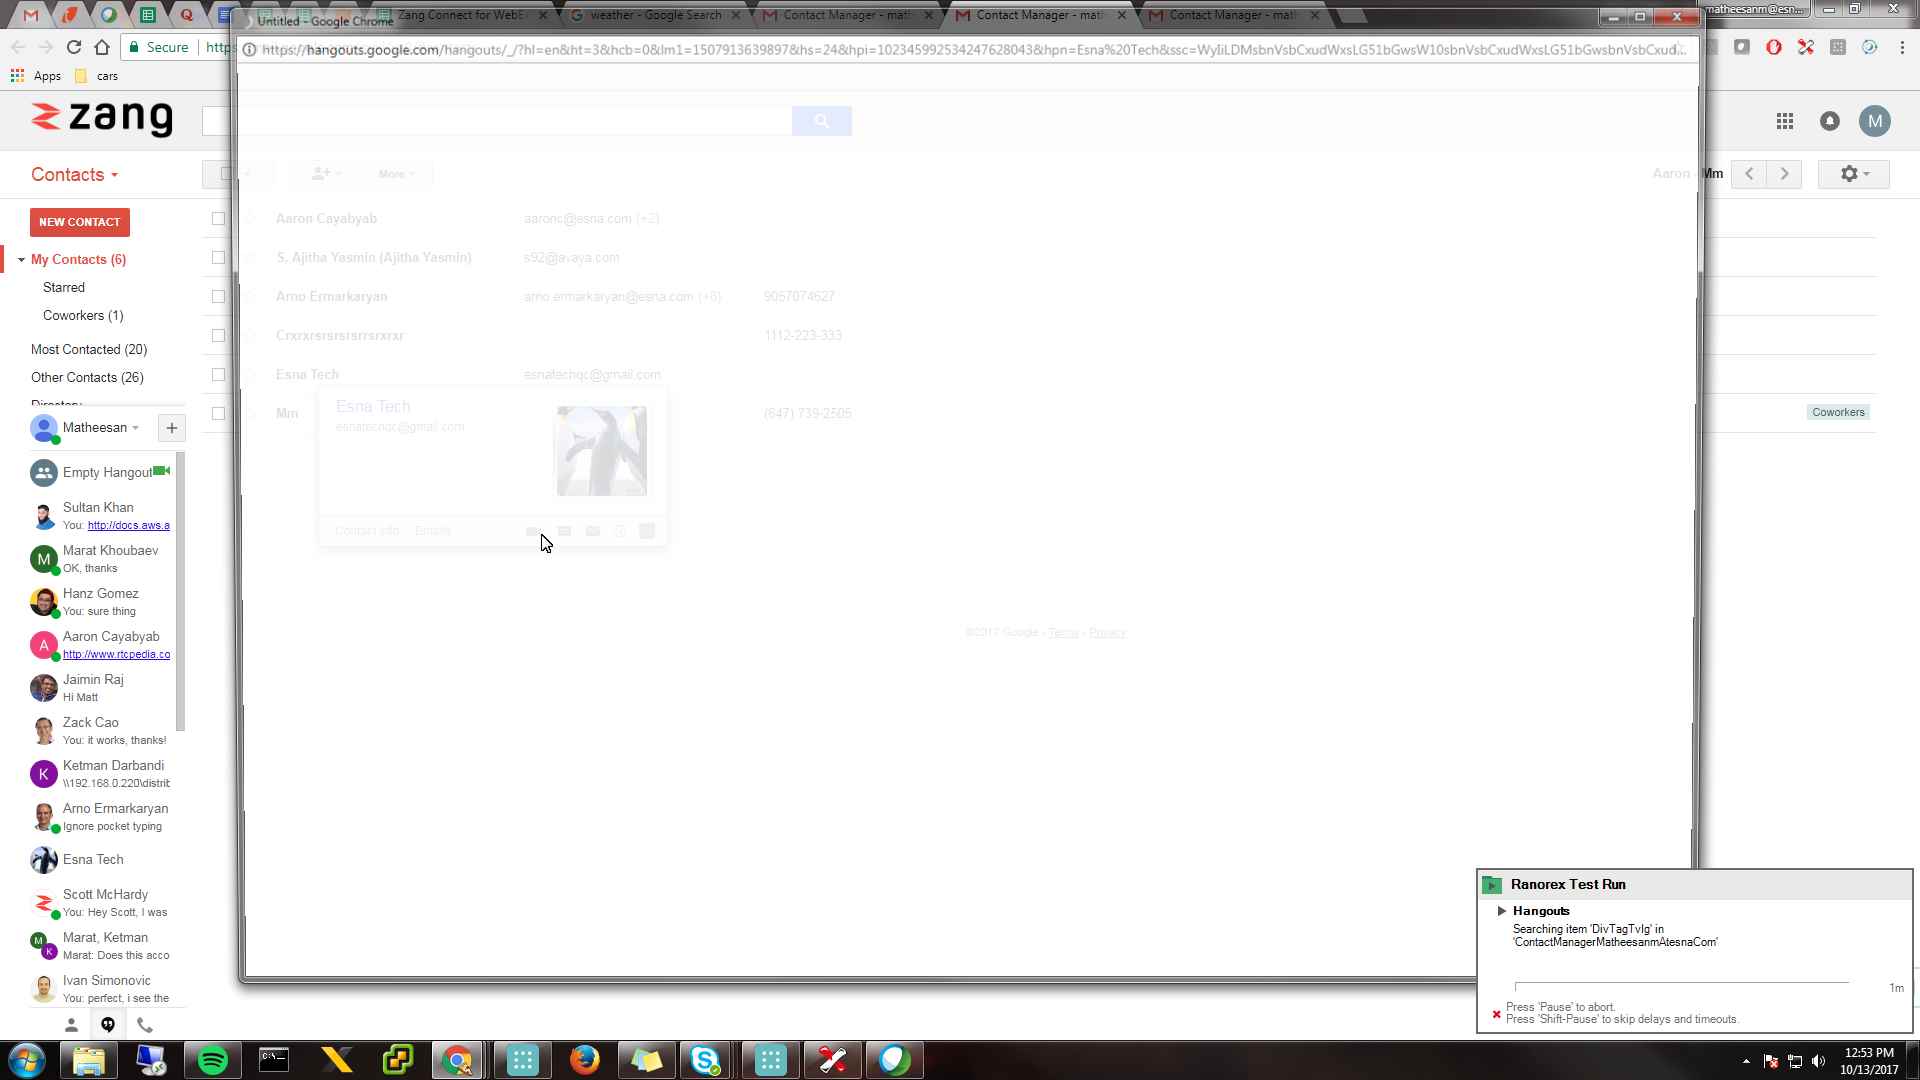 Untitled - Google Chrome
Zang Connect for WebE
weather - Google Search
Contact Manager - math
Contact Manager - math
Contact Manager - math
matheesanm@esn...
Secure
https
https://hangouts.google.com/hangouts/_/?hl=en&ht=3&hcb=0&lm1=1507913639897&hs=24&hpi=102345992534247628043&hpn=Esna%20Tech&ssc=WyIiLDMsbnVsbCxudWxsLG51bGwsW10sbnVsbCxudWxsLG51bGwsbnVsbCxud...
Apps
cars
zang
M
Contacts
More
Aaron - Mm
NEW CONTACT
My Contacts (6)
Starred
Coworkers (1)
Most Contacted (20)
Other Contacts (26)
Directory
Aaron Cayabyab
aaronc@esna.com (+2)
S, Ajitha Yasmin (Ajitha Yasmin)
s92@avaya.com
Arno Ermarkaryan
arno.ermarkaryan@esna.com (+6)
9057074627
Crxrxrsrsrsrsrrsrxrxr
1112-223-333
Esna Tech
esnatechqc@gmail.com
Mm
(647) 739-2505
Coworkers
Esna Tech
esnatechqc@gmail.com
Contact info
Emails
©2017 Google - Terms - Privacy
Matheesan
Empty Hangout
Sultan Khan
You: http://docs.aws.a
M
Marat Khoubaev
OK, thanks
Hanz Gomez
You: sure thing
A
Aaron Cayabyab
http://www.rtcpedia.co
Jaimin Raj
Hi Matt
Zack Cao
You: it works, thanks!
K
Ketman Darbandi
\\192.168.0.220\distrib
Arno Ermarkaryan
Ignore pocket typing
Esna Tech
Scott McHardy
You: Hey Scott, I was
M
K
Marat, Ketman
Marat: Does this acco
Ivan Simonovic
You: perfect, i see the
Ranorex Test Run
Hangouts
Searching item 'DivTagTvIg' in
'ContactManagerMatheesanmAtesnaCom'
1m
Press 'Pause' to abort.
Press 'Shift-Pause' to skip delays and timeouts.
12:53 PM
10/13/2017